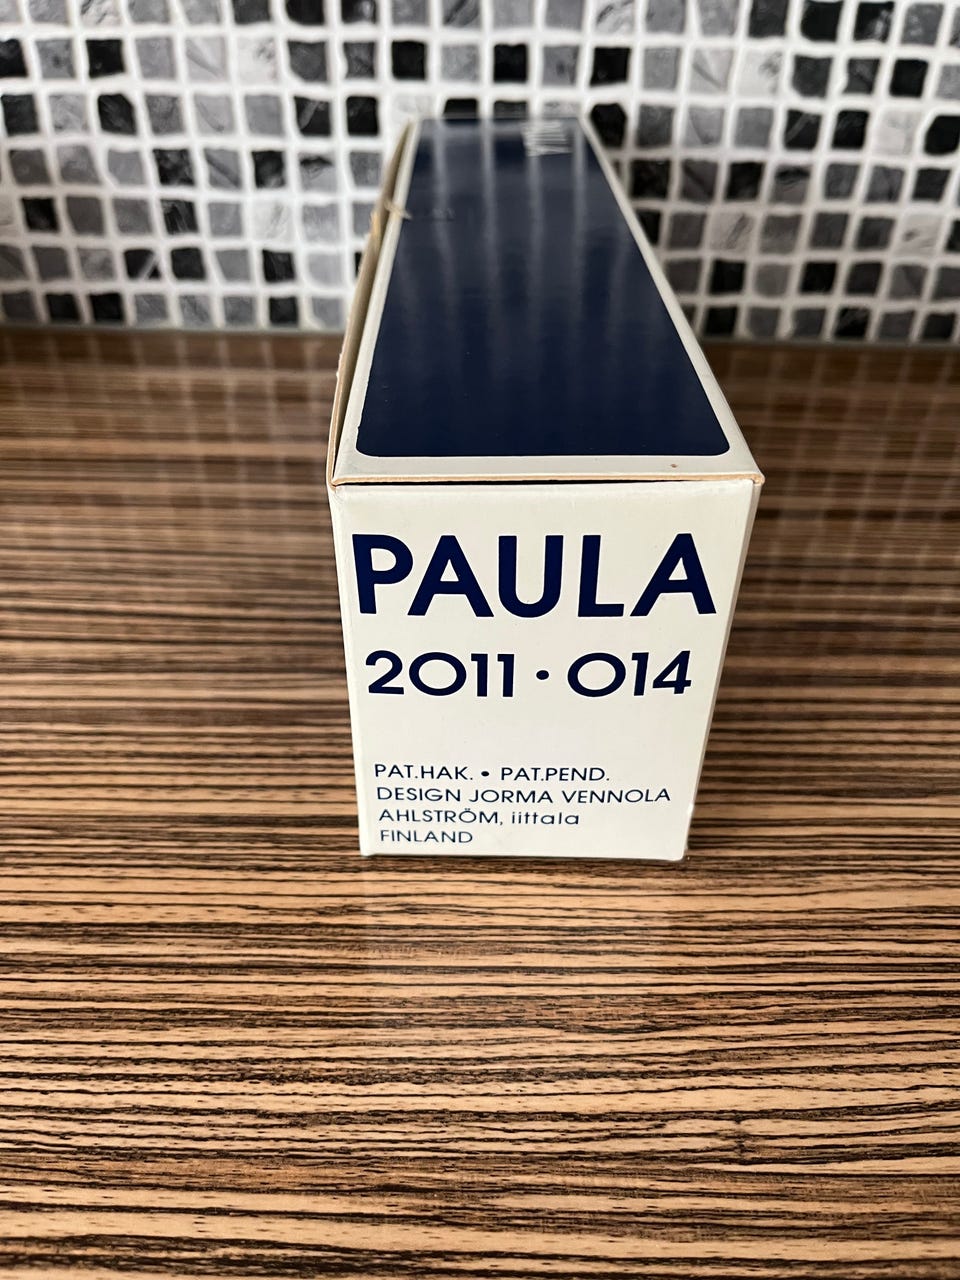 PAULA
2011 · 014
PAT.HAK. • PAT.PEND.
DESIGN JORMA VENNOLA
AHLSTRÖM, iittala
FINLAND